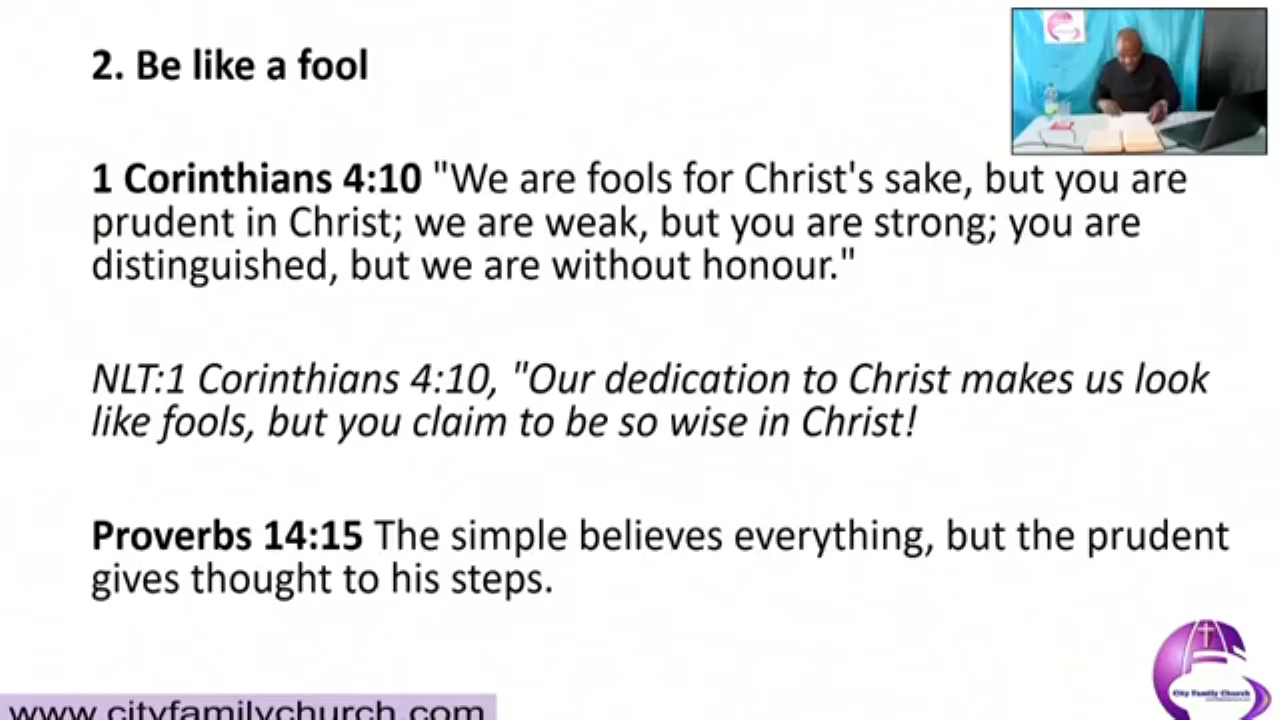 2. Be like a fool
1 Corinthians 4:10 "We are fools for Christ's sake, but you are
prudent in Christ; we are weak, but you are strong; you are
distinguished, but we are without honour."
NLT:1 Corinthians 4:10, "Our dedication to Christ makes us look
like fools, but you claim to be so wise in Christ!
Proverbs 14:15 The simple believes everything, but the prudent
gives thought to his steps.
City Family Church
www.cityfamilychurch.com